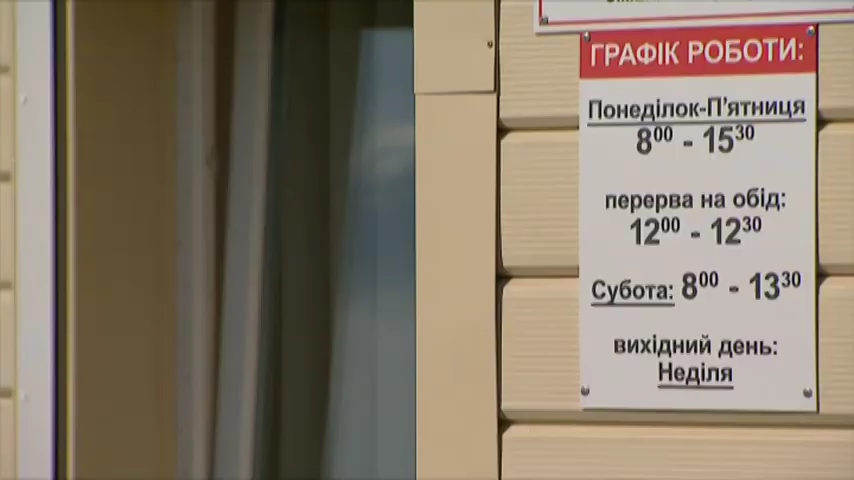 ГРАФІК РОБОТИ:
Понеділок-П'ятниця
8⁰⁰ - 15³⁰
перерва на обід:
12⁰⁰ - 12³⁰
Субота: 8⁰⁰ - 13³⁰
вихідний день:
Неділя